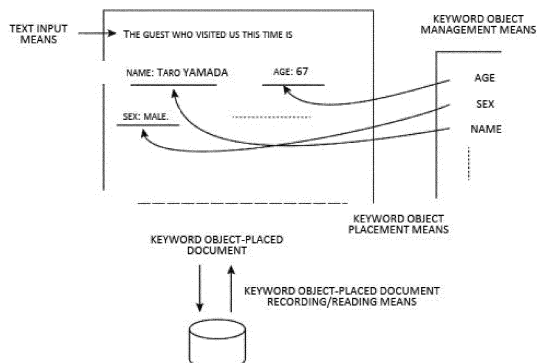 TEXT INPUT
MEANS
THE GUEST WHO VISITED US THIS TIME IS
KEYWORD OBJECT
MANAGEMENT MEANS
NAME: TARO YAMADA
AGE: 67
SEX: MALE.
AGE
SEX
NAME
KEYWORD OBJECT
PLACEMENT MEANS
KEYWORD OBJECT-PLACED
DOCUMENT
KEYWORD OBJECT-PLACED DOCUMENT
RECORDING/READING MEANS